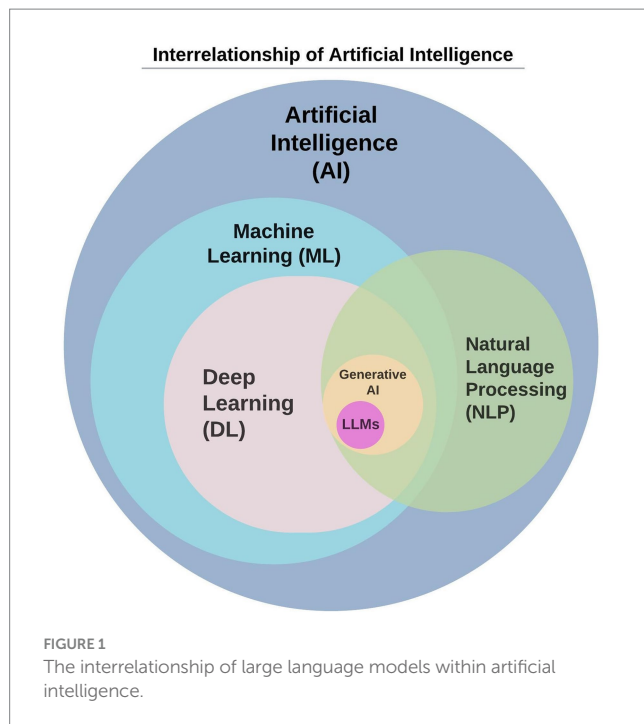 Interrelationship of Artificial Intelligence
Artificial
Intelligence
(AI)
Machine
Learning (ML)
Deep
Learning
(DL)
Generative
AI
LLMs
Natural
Language
Processing
(NLP)
FIGURE 1
The interrelationship of large language models within artificial
intelligence.